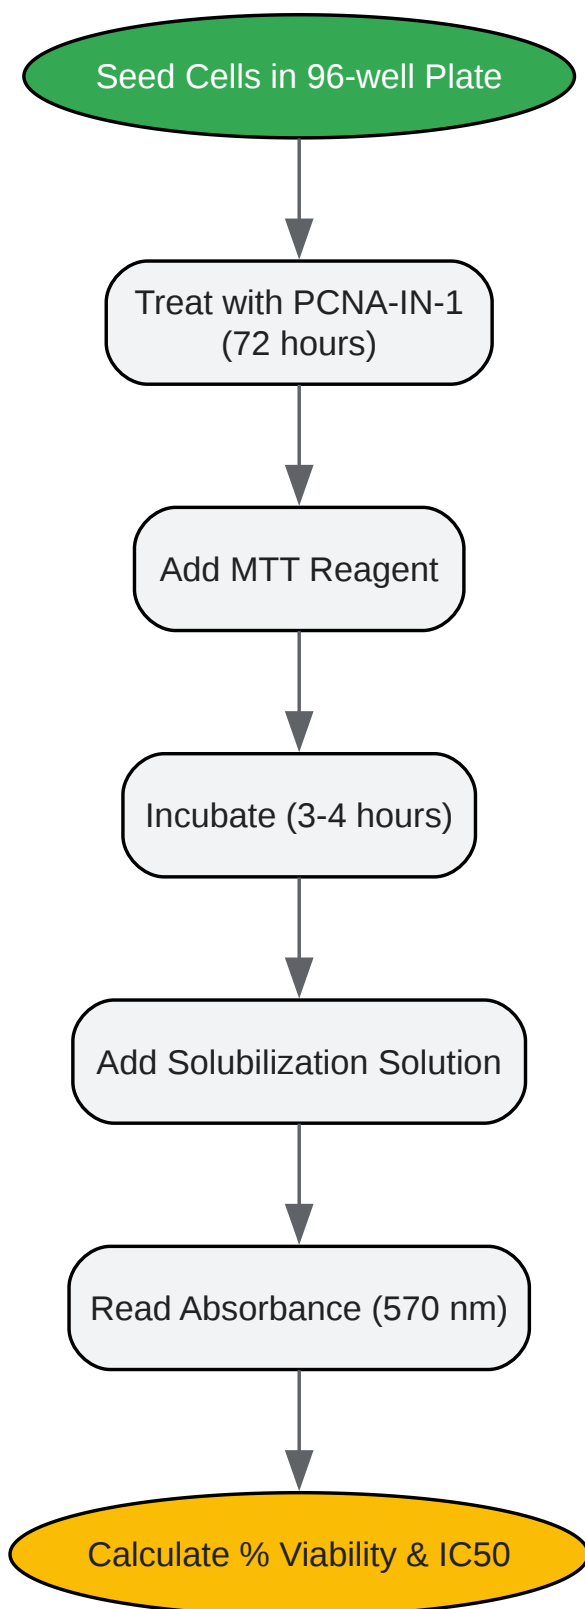 Seed Cells in 96-well Plate
Treat with PCNA-IN-1
(72 hours)
Add MTT Reagent
Incubate (3-4 hours)
Add Solubilization Solution
Read Absorbance (570 nm)
Calculate % Viability & IC50